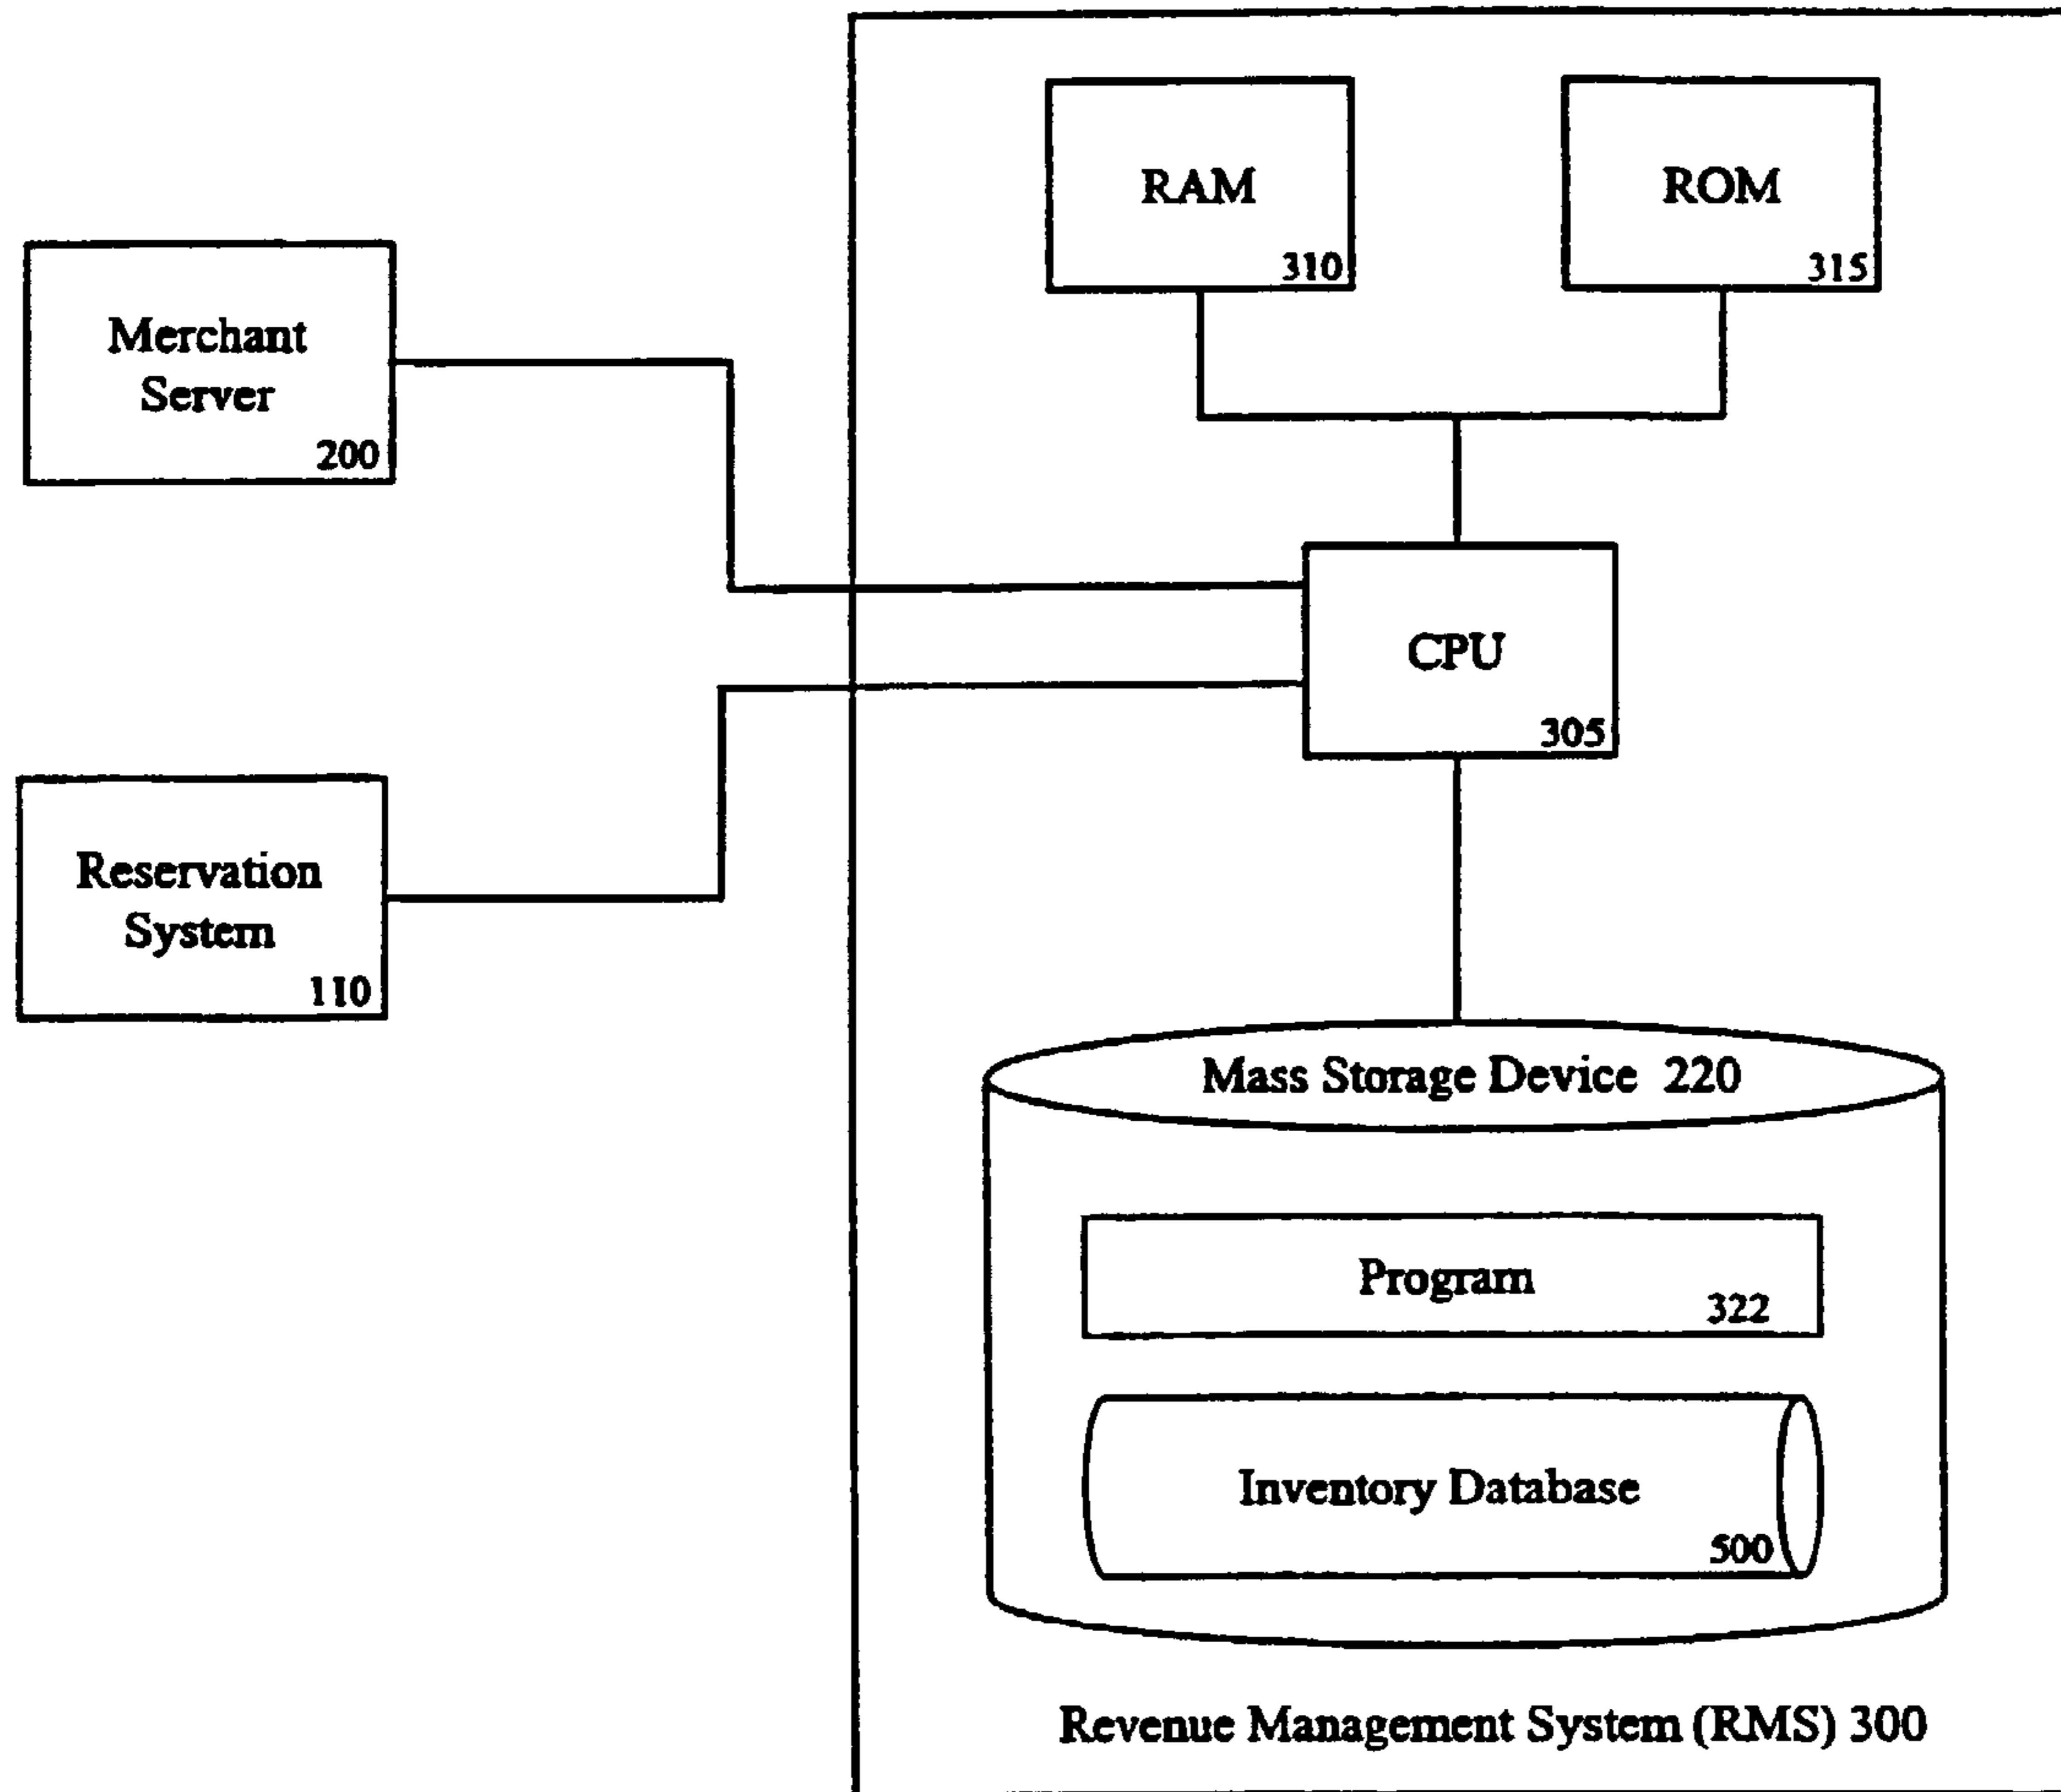 RAM
310
ROM
315
Merchant
Server
200
CPU
305
Reservation
System
110
Mass Storage Device 220
Program
322
Inventory Database
500
Revenue Management System (RMS) 300